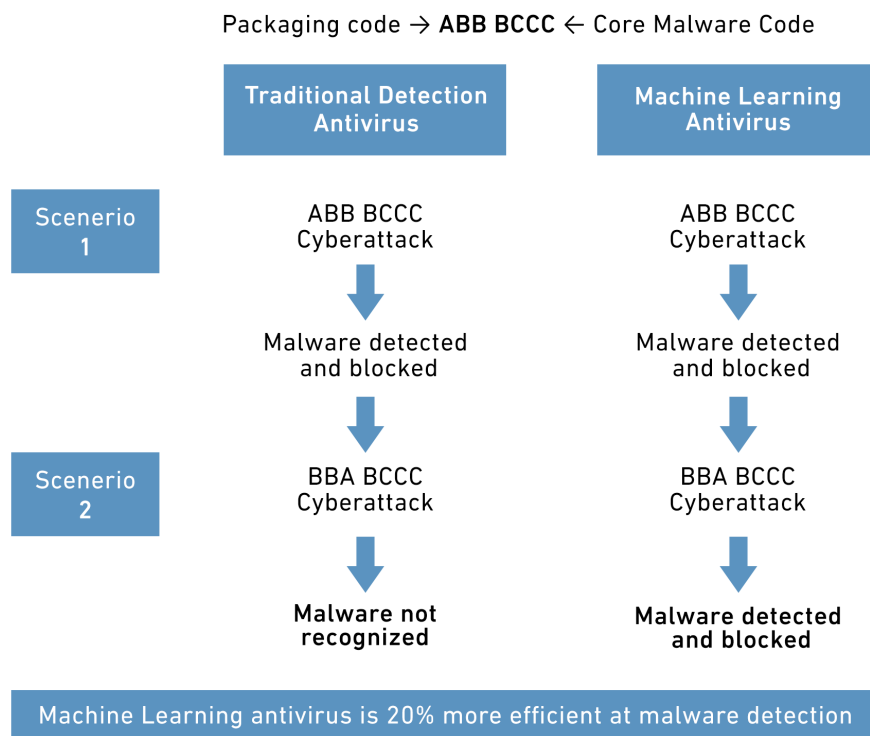 Packaging code → ABB BCCC ← Core Malware Code
Traditional Detection
Antivirus
Machine Learning
Antivirus
Scenerio
1
ABB BCCC
Cyberattack
ABB BCCC
Cyberattack
Malware detected
and blocked
Malware detected
and blocked
Scenerio
2
BBA BCCC
Cyberattack
BBA BCCC
Cyberattack
Malware not
recognized
Malware detected
and blocked
Machine Learning antivirus is 20% more efficient at malware detection